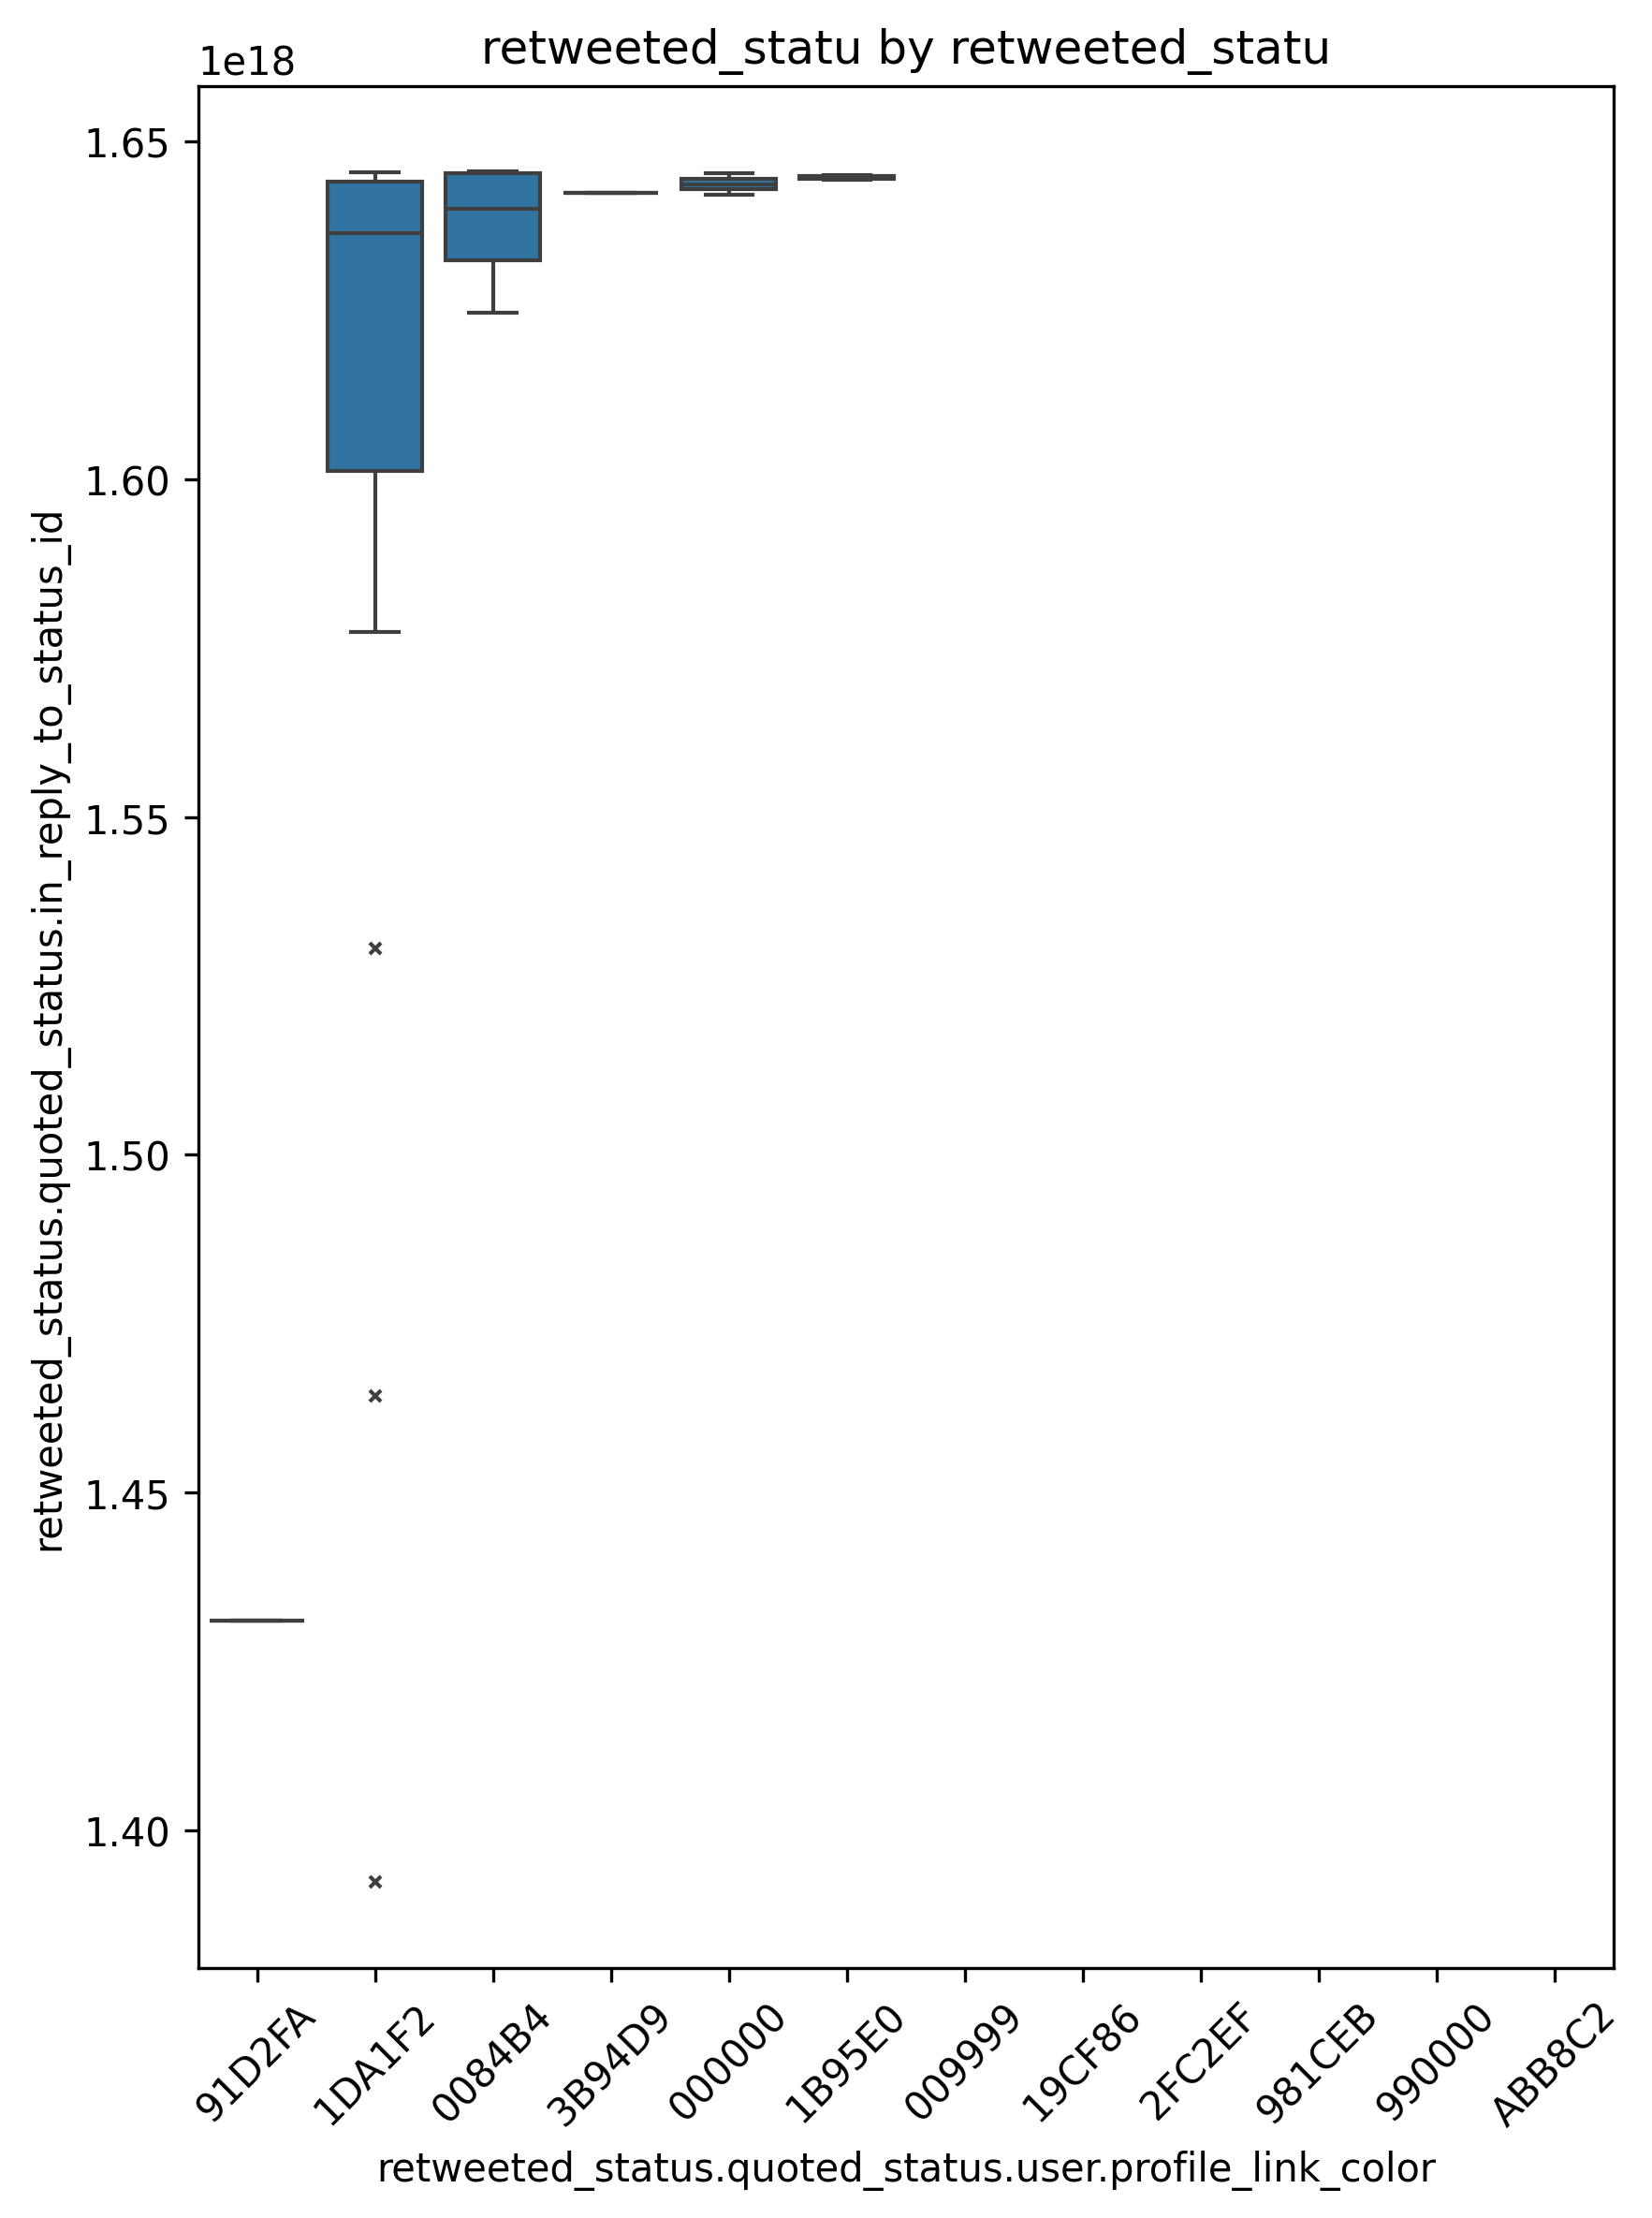 retweeted_statu by retweeted_statu
1e18
1.65
1.60
1.55
1.50
1.45
1.40
retweeted_status.quoted_status.in_reply_to_status_id
91D2FA
1DA1F2
0084B4
3B94D9
000000
1B95E0
009999
19CF86
2FC2EF
981CEB
990000
ABB8C2
retweeted_status.quoted_status.user.profile_link_color